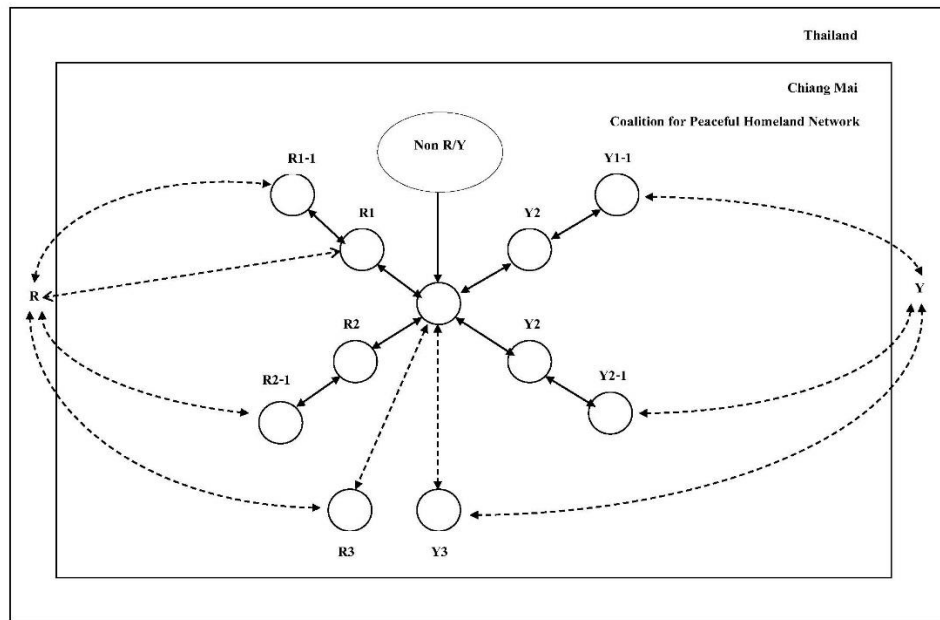 Thailand
Chiang Mai
Coalition for Peaceful Homeland Network
Non R/Y
R1-1
Y1-1
R1
Y2
R
Y
R2
Y2
R2-1
Y2-1
R3
Y3